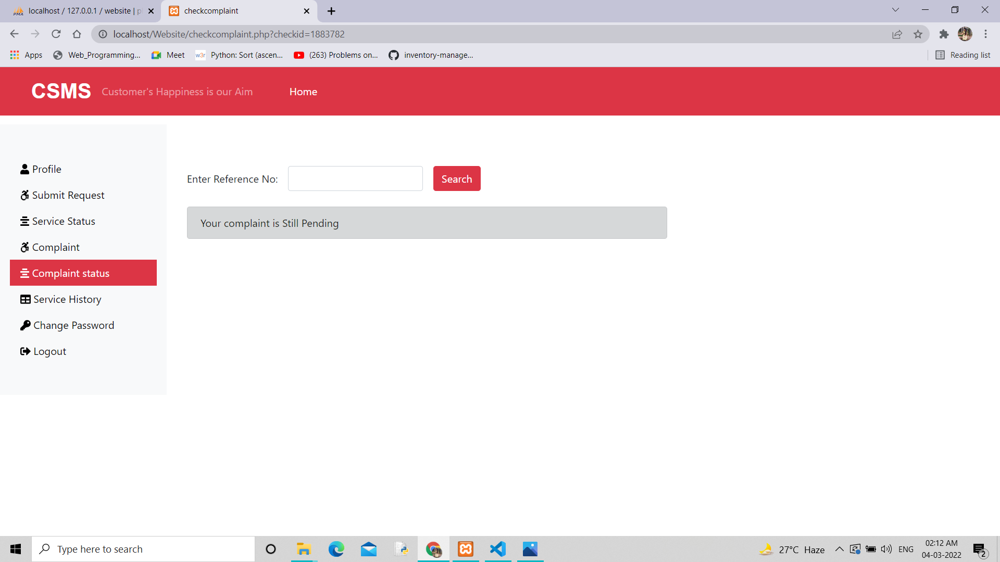 localhost / 127.0.0.1 / website |
checkcomplaint
localhost/Website/checkcomplaint.php?checkid=1883782
Apps
Web_Programming...
Meet
w3r
Python: Sort (ascen...
(263) Problems on...
inventory-manage...
Reading list
CSMS
Customer's Happiness is our Aim
Home
Profile
Submit Request
Service Status
Complaint
Complaint status
Service History
Change Password
Logout
Enter Reference No:
Search
Your complaint is Still Pending
Type here to search
27°C Haze
ENG
02:12 AM
04-03-2022
2